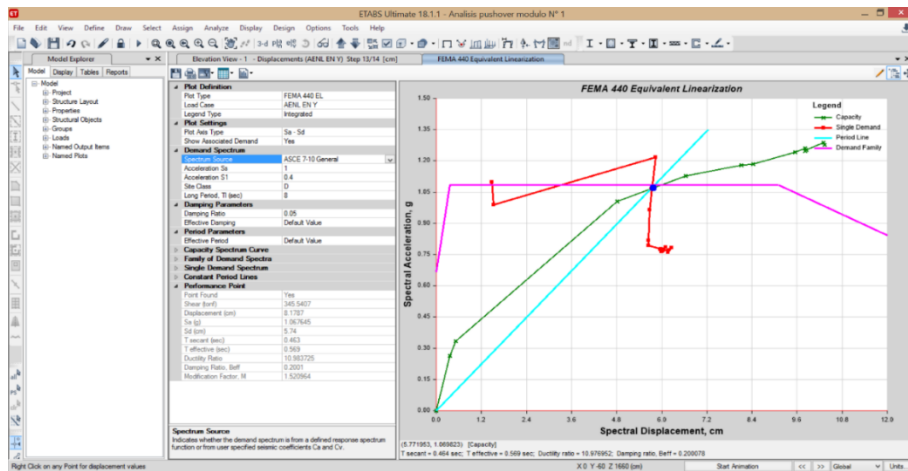 ETABS Ultimate 18.1.1 - Analisis pushover modulo N° 1
File Edit View Define Draw Select Assign Analyze Display Design Options Tools Help
Model Explorer
Elevation View - 1 - Displacements (AENL EN Y) Step 13/14 [cm]
FEMA 440 Equivalent Linearization
Model Display Tables Reports
Model
Project
Structure Layout
Properties
Structural Objects
Groups
Loads
Named Output Items
Named Plots
Plot Definition
Plot Type FEMA 440 EL
Load Case AENL EN Y
Legend Type Integrated
Plot Settings
Plot Axis Type Sa - Sd
Show Associated Demand Yes
Demand Spectrum
Spectrum Source ASCE 7-10 General
Acceleration Ss 1
Acceleration S1 0.4
Site Class D
Long Period, Tl (sec) 8
Damping Parameters
Damping Ratio 0.05
Effective Damping Default Value
Period Parameters
Effective Period Default Value
Capacity Spectrum Curve
Family of Demand Spectra
Single Demand Spectrum
Constant Period Lines
Performance Point
Point Found Yes
Shear (tonf) 345.5407
Displacement (cm) 8.1787
Sa (g) 1.067645
Sd (cm) 5.74
T secant (sec) 0.463
T effective (sec) 0.569
Ductility Ratio 10.983725
Damping Ratio, Beff 0.2001
Modification Factor, M 1.520964
Spectrum Source
Indicates whether the demand spectrum is from a defined response spectrum
function or from user specified seismic coefficients Ca and Cv.
FEMA 440 Equivalent Linearization
Legend
Capacity
Single Demand
Period Line
Demand Family
Spectral Acceleration, g
1.50
1.35
1.20
1.05
0.90
0.75
0.60
0.45
0.30
0.15
0.00
0.0 1.2 2.4 3.6 4.8 6.0 7.2 8.4 9.6 10.8 12.0
Spectral Displacement, cm
(5.771953, 1.069823) [Capacity]
T secant = 0.464 sec; T effective = 0.569 sec; Ductility ratio = 10.976952; Damping ratio, Beff = 0.200078
Right Click on any Point for displacement values
X 0 Y -60 Z 1660 (cm)
Start Animation << >> Global Units...